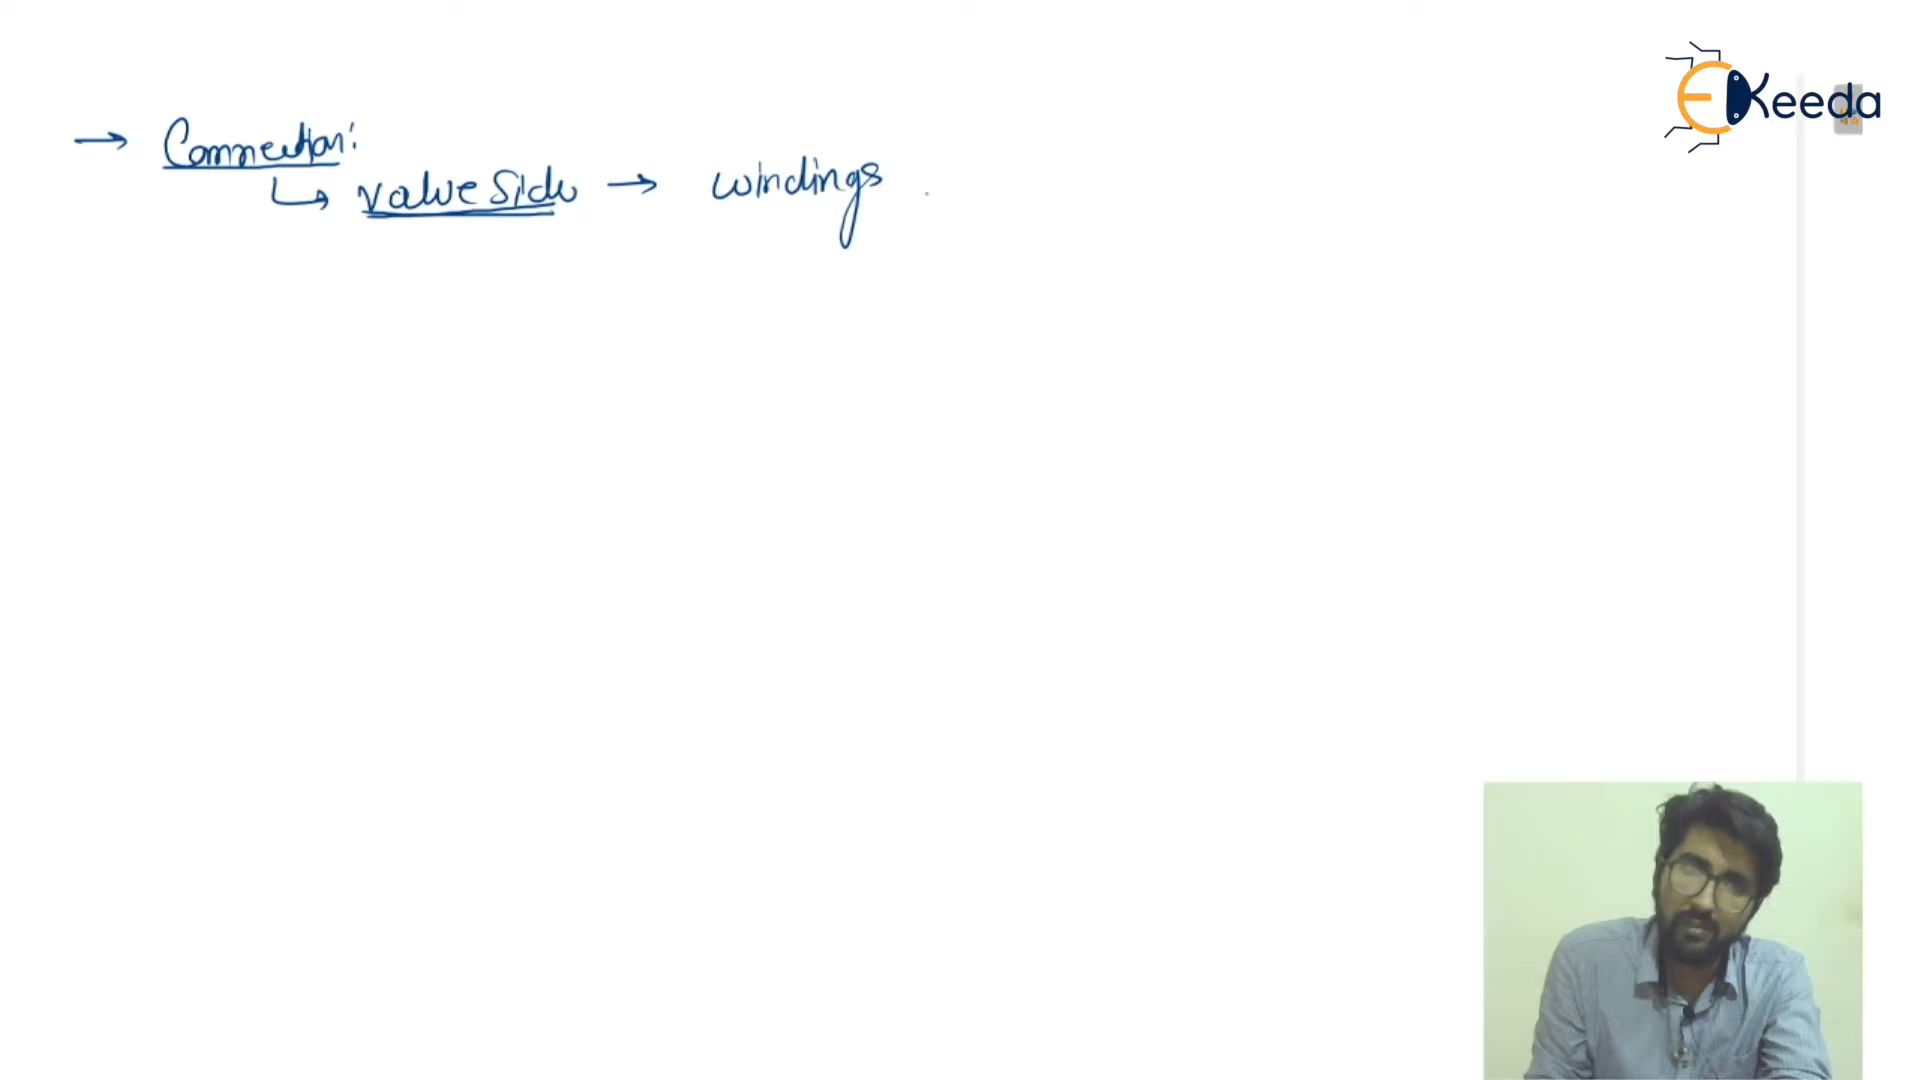 → Connection:
↳ valve side → windings
EKeeda